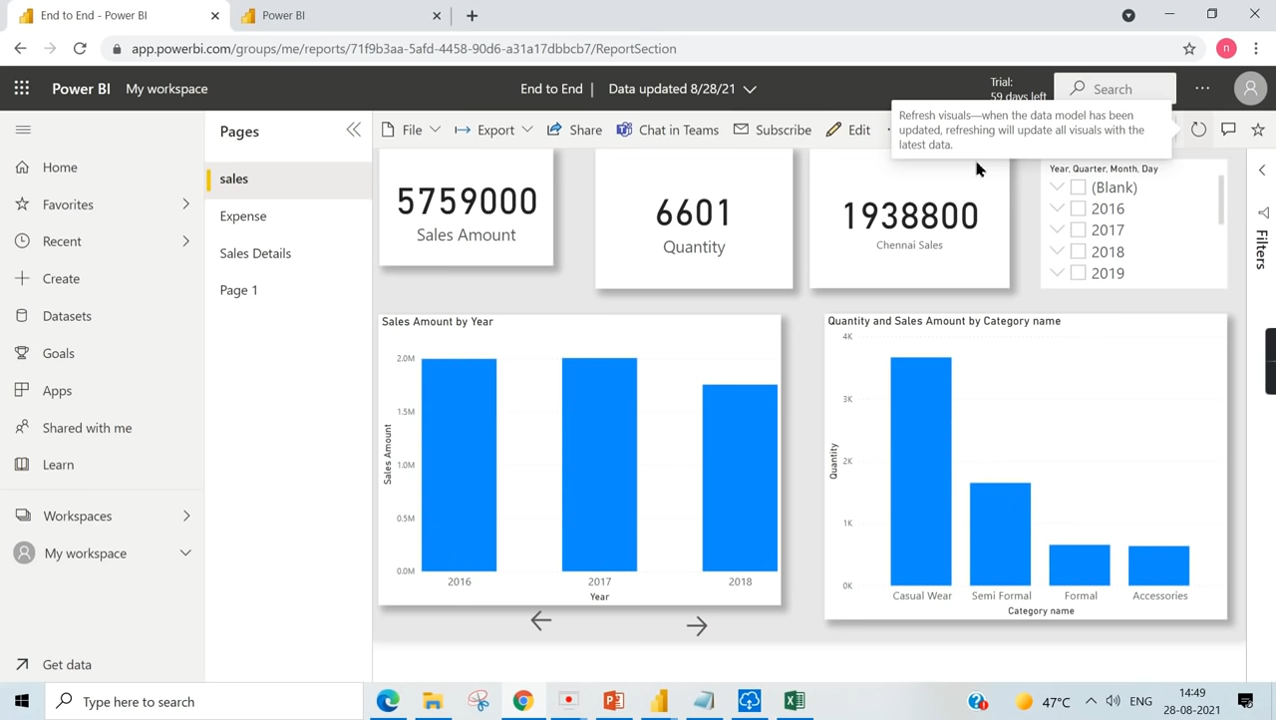 End to End - Power BI
Power BI
app.powerbi.com/groups/me/reports/71f9b3aa-5afd-4458-90d6-a31a17dbbcb7/ReportSection
n
Power BI
My workspace
End to End
Data updated 8/28/21
Trial:
59 days left
Search
Pages
File
Export
Share
Chat in Teams
Subscribe
Edit
Refresh visuals—when the data model has been
updated, refreshing will update all visuals with the
latest data.
Home
Favorites
Recent
Create
Datasets
Goals
Apps
Shared with me
Learn
Workspaces
My workspace
Get data
sales
Expense
Sales Details
Page 1
5759000
Sales Amount
6601
Quantity
1938800
Chennai Sales
Year, Quarter, Month, Day
(Blank)
2016
2017
2018
2019
Filters
Sales Amount by Year
2.0M
1.5M
1.0M
0.5M
0.0M
Sales Amount
2016
2017
2018
Year
Quantity and Sales Amount by Category name
4K
3K
2K
1K
0K
Quantity
Casual Wear
Semi Formal
Formal
Accessories
Category name
Type here to search
47°C
ENG
14:49
28-08-2021